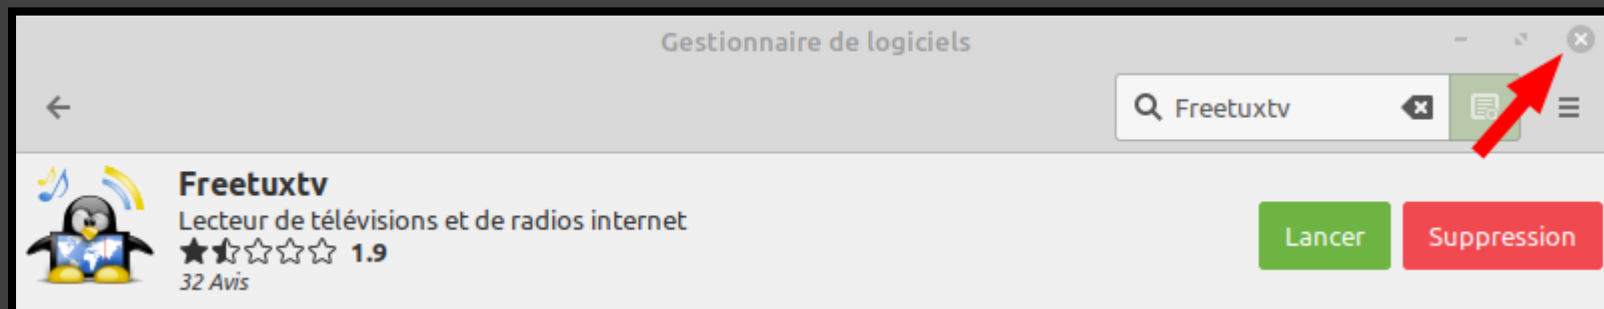 Gestionnaire de logiciels
Freetuxtv
Freetuxtv
Lecteur de télévisions et de radios internet
1.9
32 Avis
Lancer
Suppression